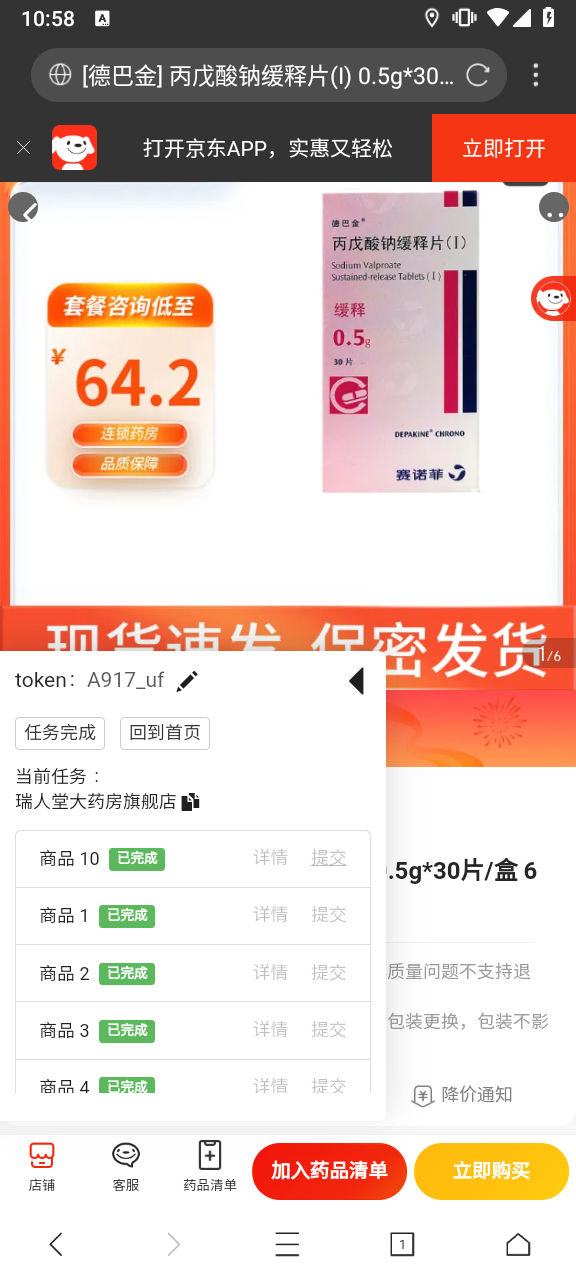 10:58
A
[德巴金] 丙戊酸钠缓释片(I) 0.5g*30...
打开京东APP，实惠又轻松
立即打开
德巴金®
丙戊酸钠缓释片(I)
Sodium Valproate
Sustained-release Tablets (I)
缓释
0.5g
30 片
DEPAKINE® CHRONO
赛诺菲
套餐咨询低至
¥64.2
连锁药房
品质保障
现货速发 保密发货
1/6
token： A917_uf
任务完成 回到首页
当前任务：
瑞人堂大药房旗舰店
商品 10 已完成 详情 提交
商品 1 已完成 详情 提交
商品 2 已完成 详情 提交
商品 3 已完成 详情 提交
商品 4 已完成 详情 提交
0.5g*30片/盒 6
质量问题不支持退
包装更换，包装不影
降价通知
店铺 客服 药品清单 加入药品清单 立即购买
1